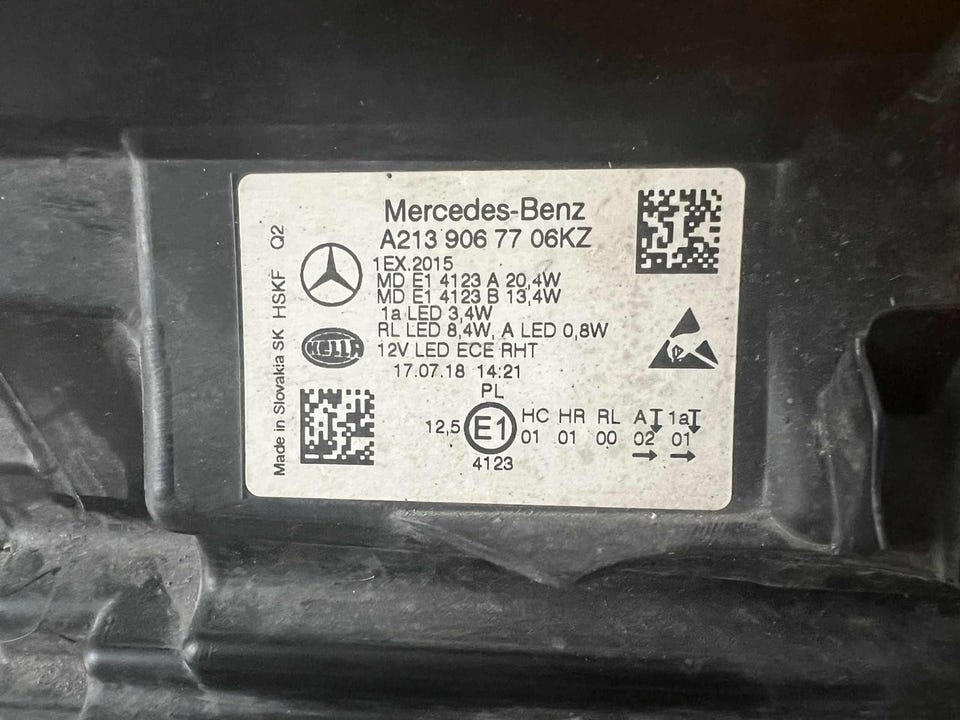 Mercedes-Benz
A213 906 77 06KZ
1EX.2015
MD E1 4123 A 20,4W
MD E1 4123 B 13,4W
1a LED 3,4W
RL LED 8,4W, A LED 0,8W
HELLA
12V LED ECE RHT
17.07.18 14:21
PL
HC HR RL A 1a
12,5 E1 01 01 00 02 01
4123
Made in Slovakia SK HSKF Q2